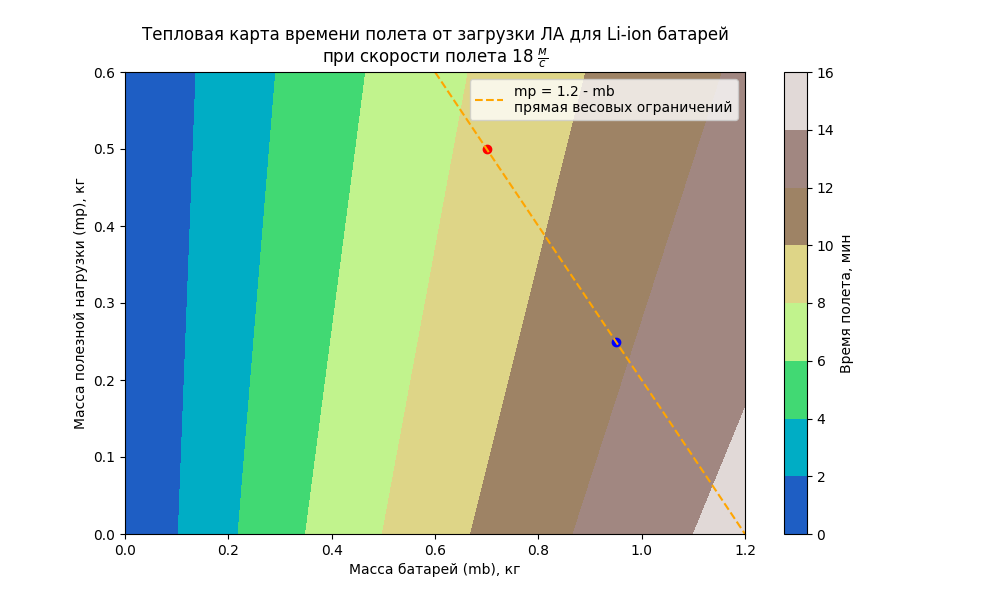 Тепловая карта времени полета от загрузки ЛА для Li-ion батарей
при скорости полета 18 м/с
mp = 1.2 - mb
прямая весовых ограничений
Масса полезной нагрузки (mp), кг
0.6
0.5
0.4
0.3
0.2
0.1
0.0
0.0 0.2 0.4 0.6 0.8 1.0 1.2
Масса батарей (mb), кг
16
14
12
10
8
6
4
2
0
Время полета, мин